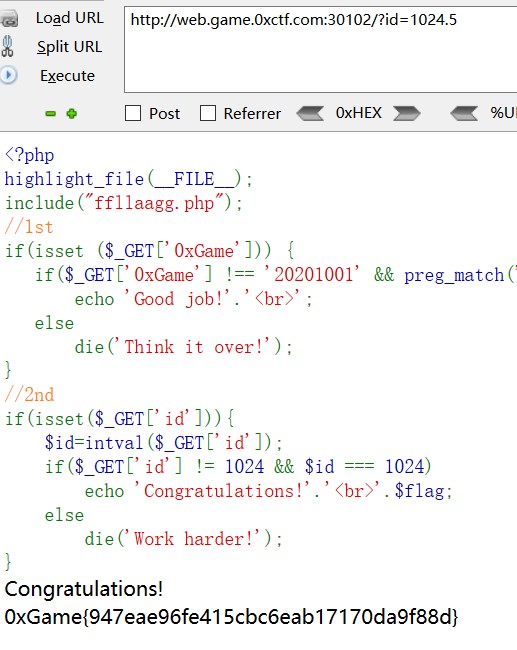 Load URL
http://web.game.0xctf.com:30102/?id=1024.5
Split URL
Execute
Post Referrer 0xHEX %U
<?php
highlight_file(__FILE__);
include("ffllaagg.php");
//1st
if(isset ($_GET['0xGame'])) {
if($_GET['0xGame'] !== '20201001' && preg_match('
echo 'Good job!'.'<br>';
else
die('Think it over!');
}
//2nd
if(isset($_GET['id'])){
$id=intval($_GET['id']);
if($_GET['id'] != 1024 && $id === 1024)
echo 'Congratulations!'.'<br>'.$flag;
else
die('Work harder!');
}
Congratulations!
0xGame{947eae96fe415cbc6eab17170da9f88d}